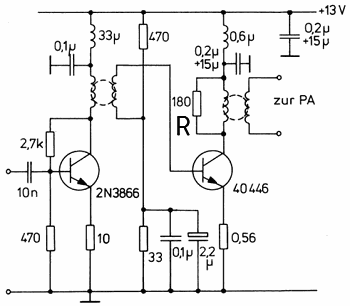 +13 V
0,1µ
33µ
470
0,6µ
0,2µ
+15µ
0,2µ
+15µ
180
R
zur PA
2,7k
10n
2N3866
40446
470
10
33
0,1µ
2,2
µ
0,56